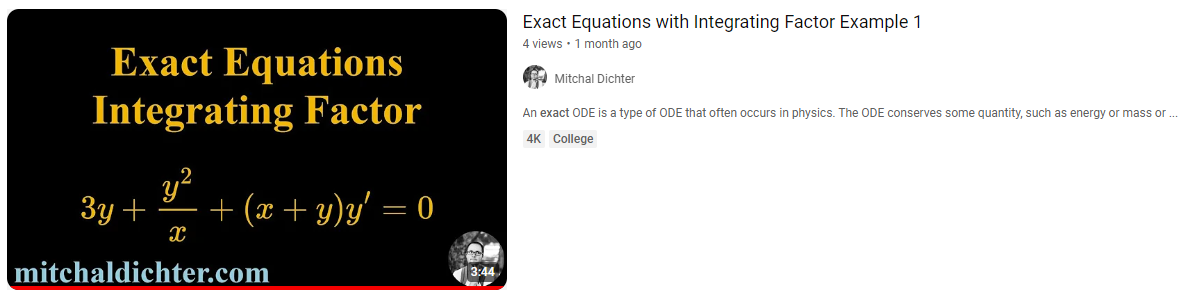 Exact Equations
Integrating Factor
3y + y²/x + (x + y)y′ = 0
3:44
mitchaldichter.com
Exact Equations with Integrating Factor Example 1
4 views • 1 month ago
Mitchal Dichter
An exact ODE is a type of ODE that often occurs in physics. The ODE conserves some quantity, such as energy or mass or ...
4K College